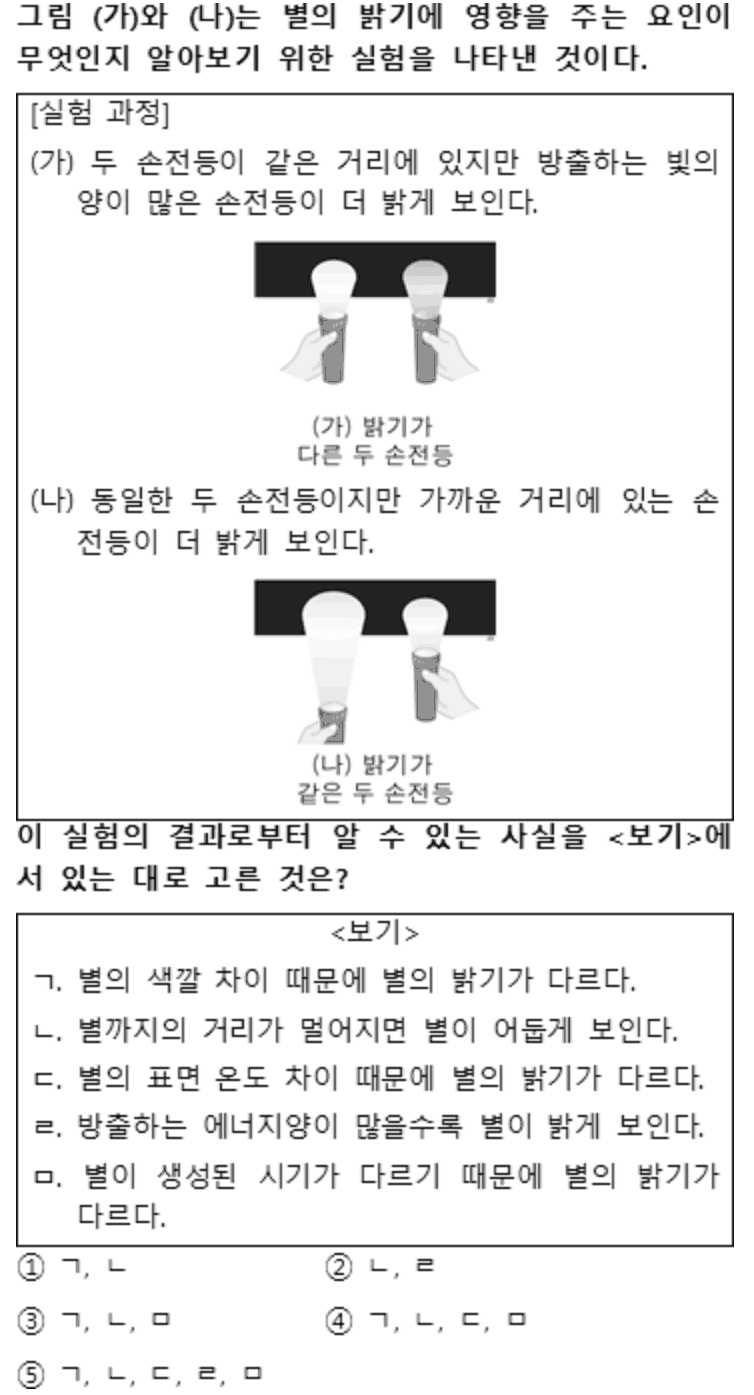 그림 (가)와 (나)는 별의 밝기에 영향을 주는 요인이
무엇인지 알아보기 위한 실험을 나타낸 것이다.
[실험 과정]
(가) 두 손전등이 같은 거리에 있지만 방출하는 빛의
양이 많은 손전등이 더 밝게 보인다.
(가) 밝기가
다른 두 손전등
(나) 동일한 두 손전등이지만 가까운 거리에 있는 손
전등이 더 밝게 보인다.
(나) 밝기가
같은 두 손전등
이 실험의 결과로부터 알 수 있는 사실을 <보기>에
서 있는 대로 고른 것은?
<보기>
ㄱ. 별의 색깔 차이 때문에 별의 밝기가 다르다.
ㄴ. 별까지의 거리가 멀어지면 별이 어둡게 보인다.
ㄷ. 별의 표면 온도 차이 때문에 별의 밝기가 다르다.
ㄹ. 방출하는 에너지양이 많을수록 별이 밝게 보인다.
ㅁ. 별이 생성된 시기가 다르기 때문에 별의 밝기가
다르다.
① ㄱ, ㄴ ② ㄴ, ㄹ
③ ㄱ, ㄴ, ㅁ ④ ㄱ, ㄴ, ㄷ, ㅁ
⑤ ㄱ, ㄴ, ㄷ, ㄹ, ㅁ